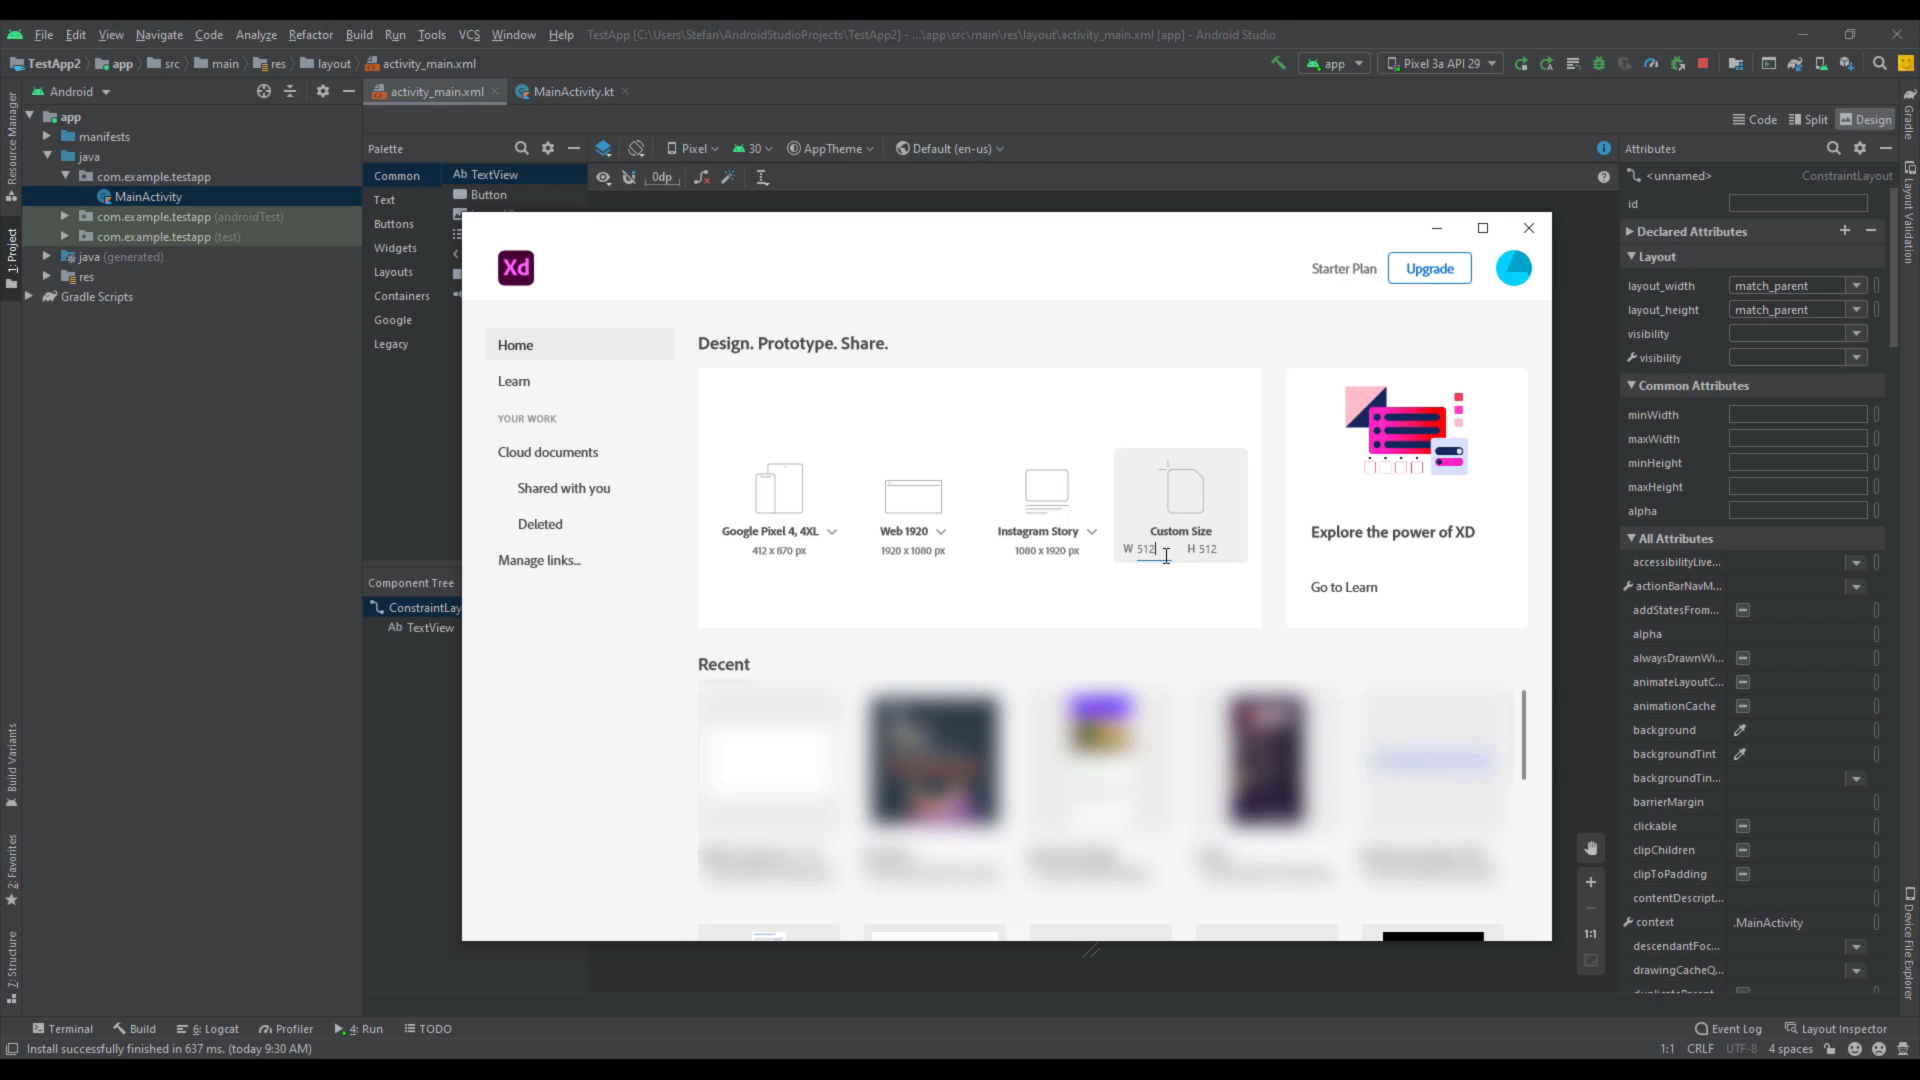 File Edit View Navigate Code Analyze Refactor Build Run Tools VCS Window Help TestApp [C:\Users\Stefan\AndroidStudioProjects\TestApp2] - ...\app\src\main\res\layout\activity_main.xml [app] - Android Studio
TestApp2 app src main res layout activity_main.xml app Pixel 3a API 29
Android activity_main.xml MainActivity.kt
Code Split Design
app
manifests
java
com.example.testapp
MainActivity
com.example.testapp (androidTest)
com.example.testapp (test)
java (generated)
res
Gradle Scripts
Resource Manager
1: Project
Build Variants
2: Favorites
7: Structure
Palette
Common
Text
Buttons
Widgets
Layouts
Containers
Google
Legacy
Ab TextView
Button
Pixel 30 AppTheme Default (en-us)
0dp
Component Tree
ConstraintLay
Ab TextView
Xd
Starter Plan Upgrade
Home
Learn
YOUR WORK
Cloud documents
Shared with you
Deleted
Manage links...
Design. Prototype. Share.
Google Pixel 4, 4XL
412 x 870 px
Web 1920
1920 x 1080 px
Instagram Story
1080 x 1920 px
Custom Size
W 512 H 512
Explore the power of XD
Go to Learn
Recent
1:1
Attributes
<unnamed> ConstraintLayout
id
Declared Attributes
Layout
layout_width match_parent
layout_height match_parent
visibility
visibility
Common Attributes
minWidth
maxWidth
minHeight
maxHeight
alpha
All Attributes
accessibilityLive...
actionBarNavM...
addStatesFrom...
alpha
alwaysDrawnWi...
animateLayoutC...
animationCache
background
backgroundTint
backgroundTin...
barrierMargin
clickable
clipChildren
clipToPadding
contentDescript...
context .MainActivity
descendantFoc...
drawingCacheQ...
Gradle
Layout Validation
Device File Explorer
Terminal Build 6: Logcat Profiler 4: Run TODO Event Log Layout Inspector
Install successfully finished in 637 ms. (today 9:30 AM) 1:1 CRLF UTF-8 4 spaces